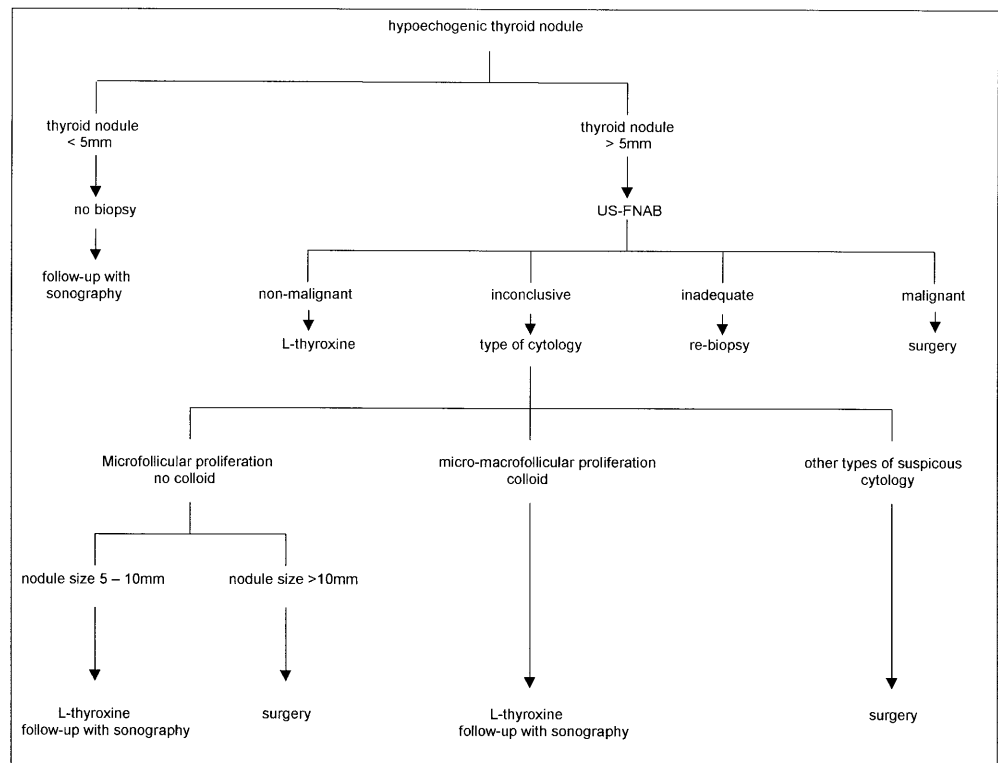 hypoechogenic thyroid nodule
thyroid nodule
< 5mm
thyroid nodule
> 5mm
no biopsy
US-FNAB
follow-up with
sonography
non-malignant
inconclusive
inadequate
malignant
L-thyroxine
type of cytology
re-biopsy
surgery
Microfollicular proliferation
no colloid
micro-macrofollicular proliferation
colloid
other types of suspicous
cytology
nodule size 5 – 10mm
nodule size >10mm
L-thyroxine
follow-up with sonography
surgery
L-thyroxine
follow-up with sonography
surgery